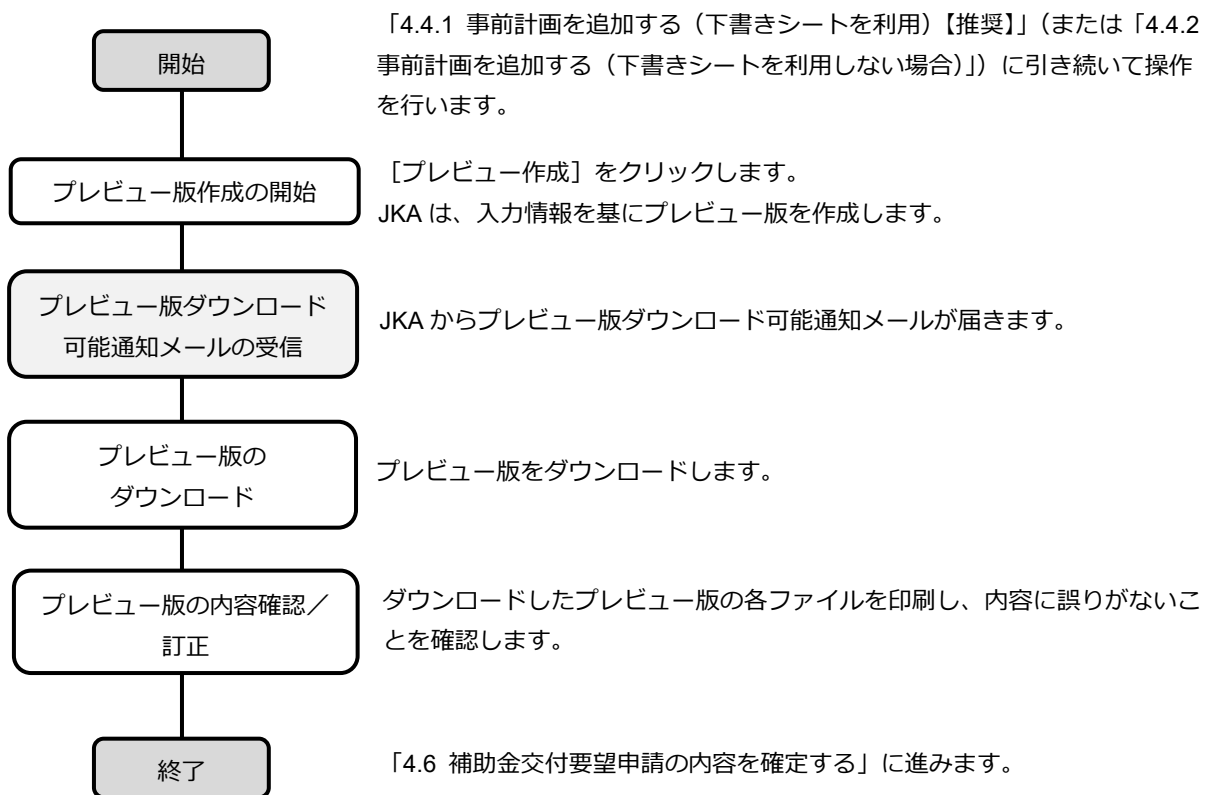 「4.4.1 事前計画を追加する（下書きシートを利用）【推奨】」（または「4.4.2
事前計画を追加する（下書きシートを利用しない場合）」）に引き続いて操作
を行います。
開始
プレビュー版作成の開始
［プレビュー作成］をクリックします。
JKA は、入力情報を基にプレビュー版を作成します。
プレビュー版ダウンロード
可能通知メールの受信
JKA からプレビュー版ダウンロード可能通知メールが届きます。
プレビュー版の
ダウンロード
プレビュー版をダウンロードします。
プレビュー版の内容確認／
訂正
ダウンロードしたプレビュー版の各ファイルを印刷し、内容に誤りがないこ
とを確認します。
終了
「4.6 補助金交付要望申請の内容を確定する」に進みます。